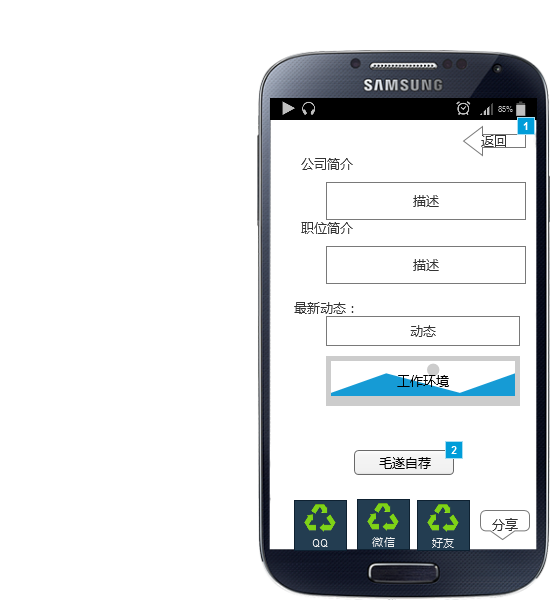 SAMSUNG
85%
1
返回
公司简介
描述
职位简介
描述
最新动态：
动态
工作环境
2
毛遂自荐
QQ
微信
好友
分享